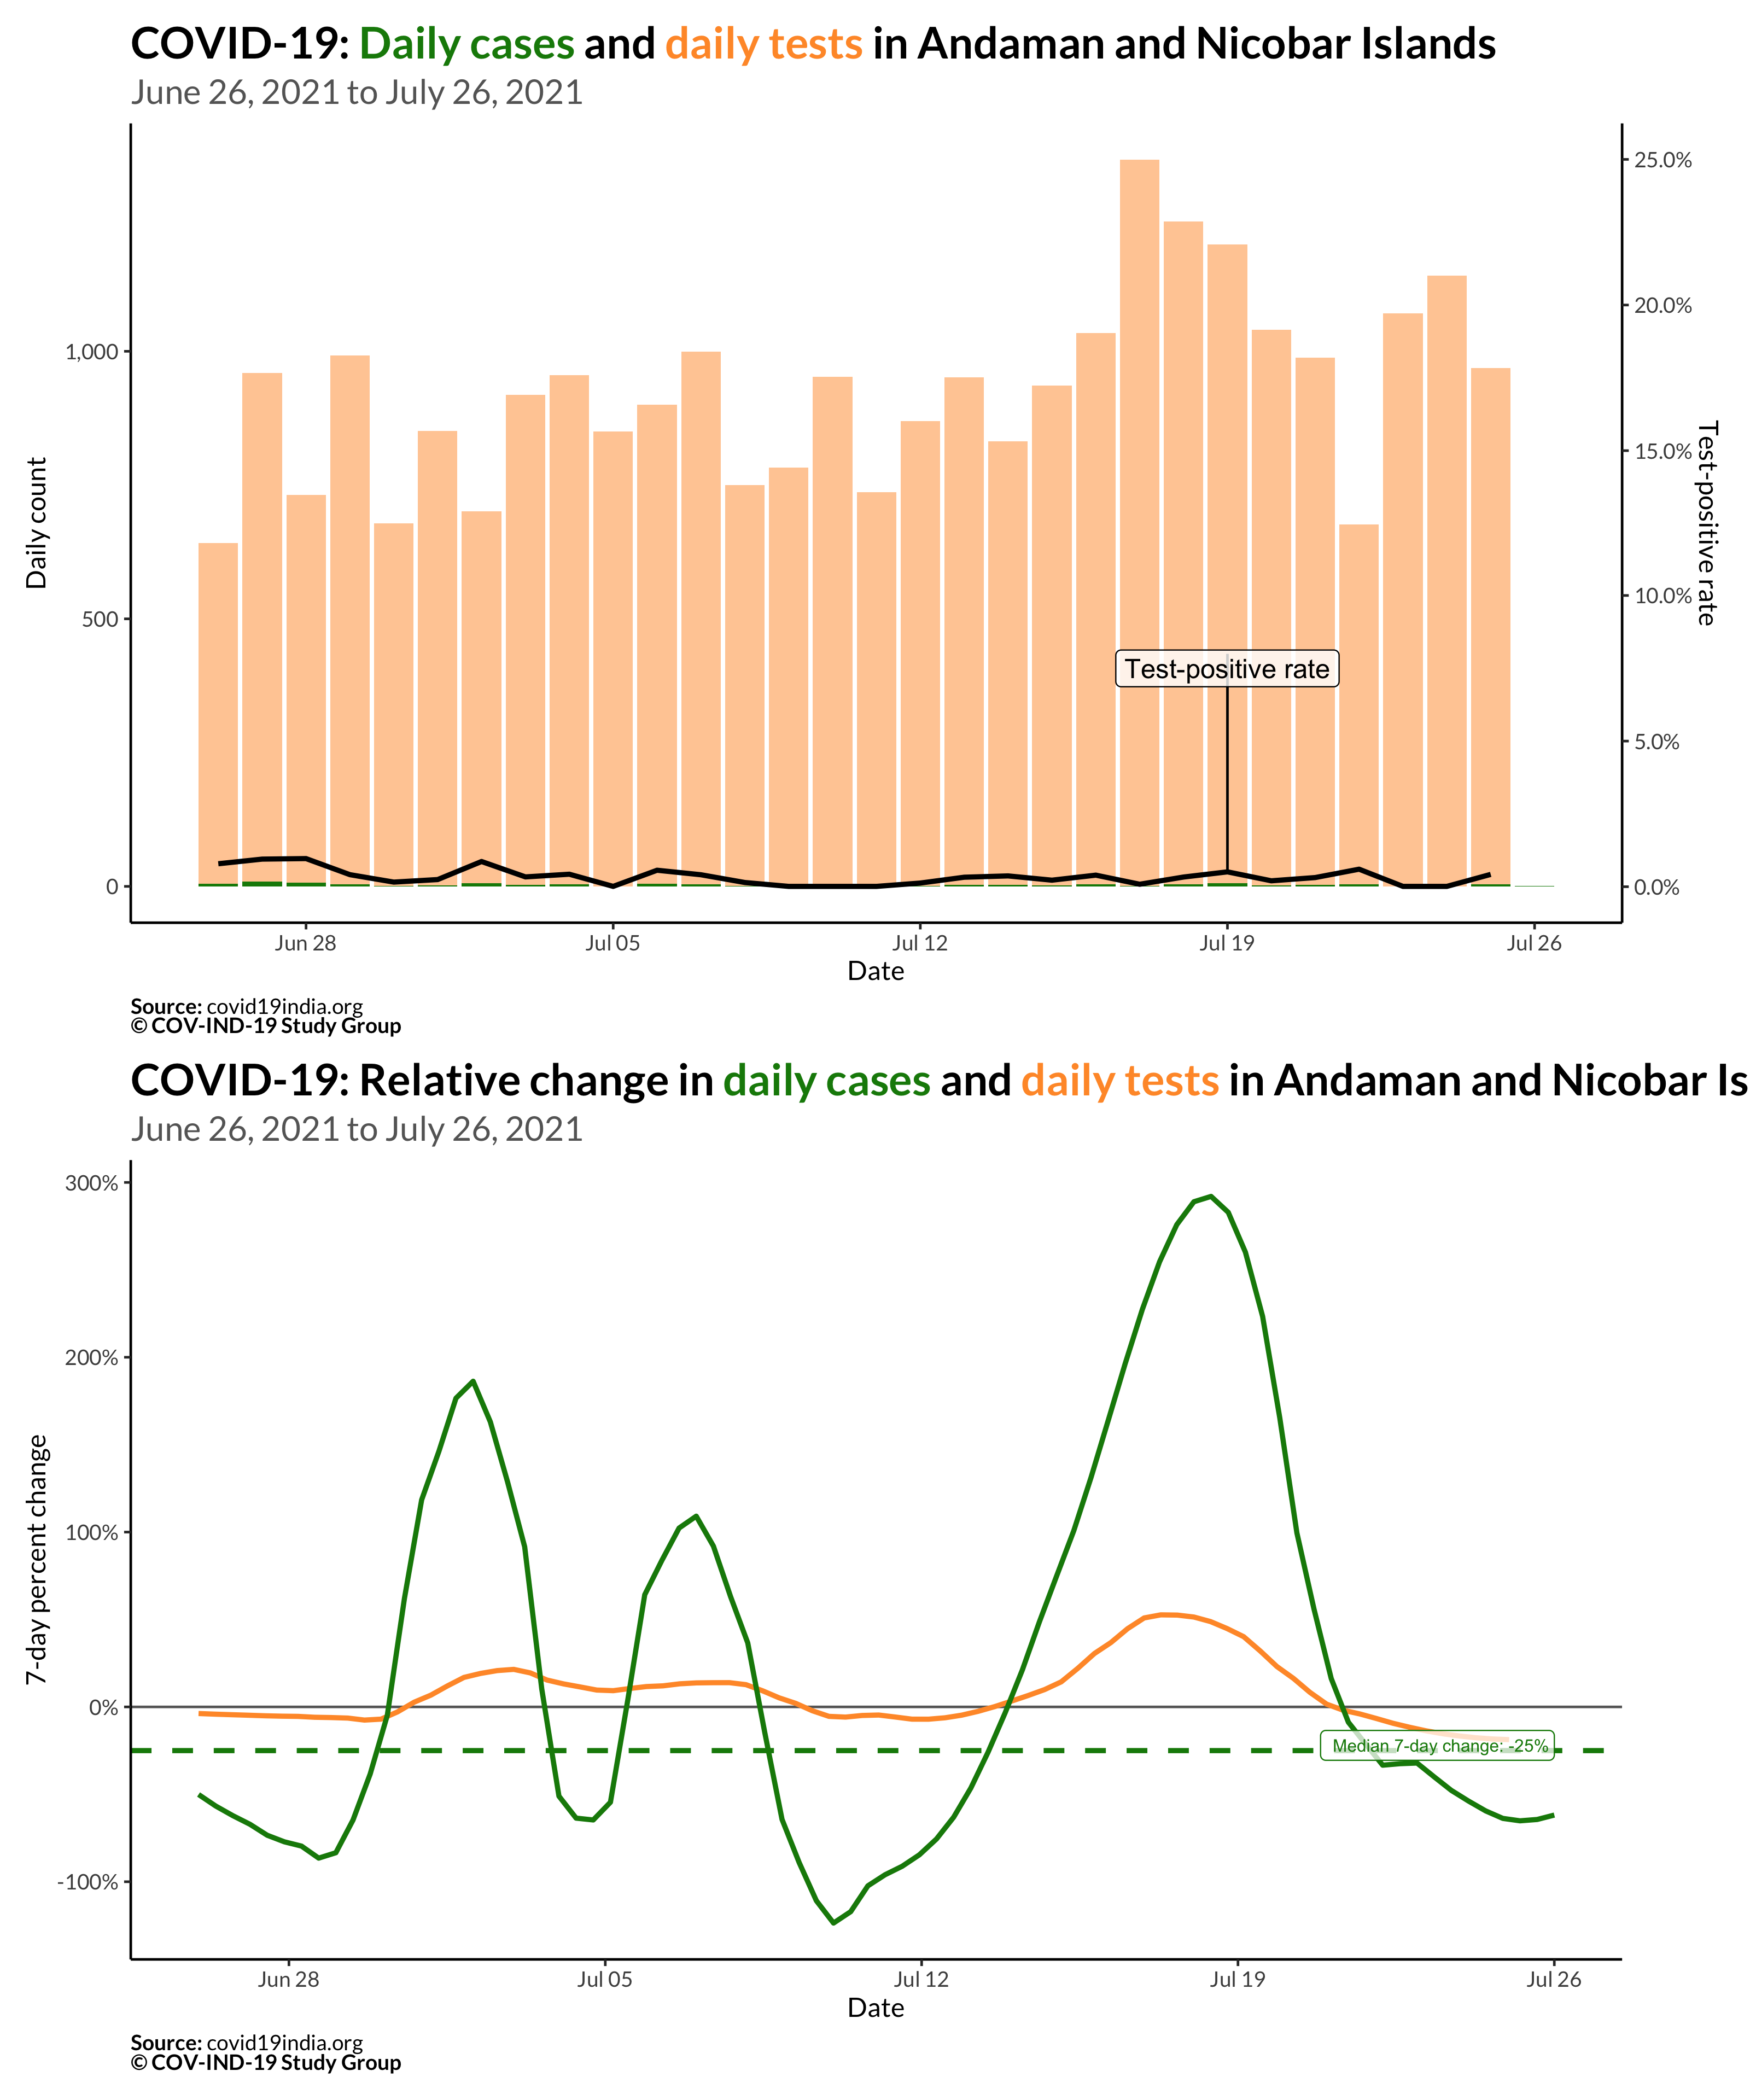 COVID-19: Daily cases and daily tests in Andaman and Nicobar Islands
June 26, 2021 to July 26, 2021
Daily count
1,000
500
0
25.0%
20.0%
15.0%
10.0%
5.0%
0.0%
Test-positive rate
Test-positive rate
Jun 28
Jul 05
Jul 12
Jul 19
Jul 26
Date
Source: covid19india.org
© COV-IND-19 Study Group
COVID-19: Relative change in daily cases and daily tests in Andaman and Nicobar Is
June 26, 2021 to July 26, 2021
7-day percent change
300%
200%
100%
0%
-100%
Median 7-day change: -25%
Jun 28
Jul 05
Jul 12
Jul 19
Jul 26
Date
Source: covid19india.org
© COV-IND-19 Study Group